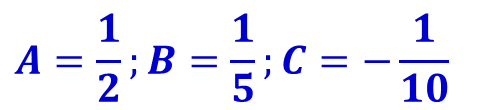 A = 1/2 ; B = 1/5 ; C = − 1/10